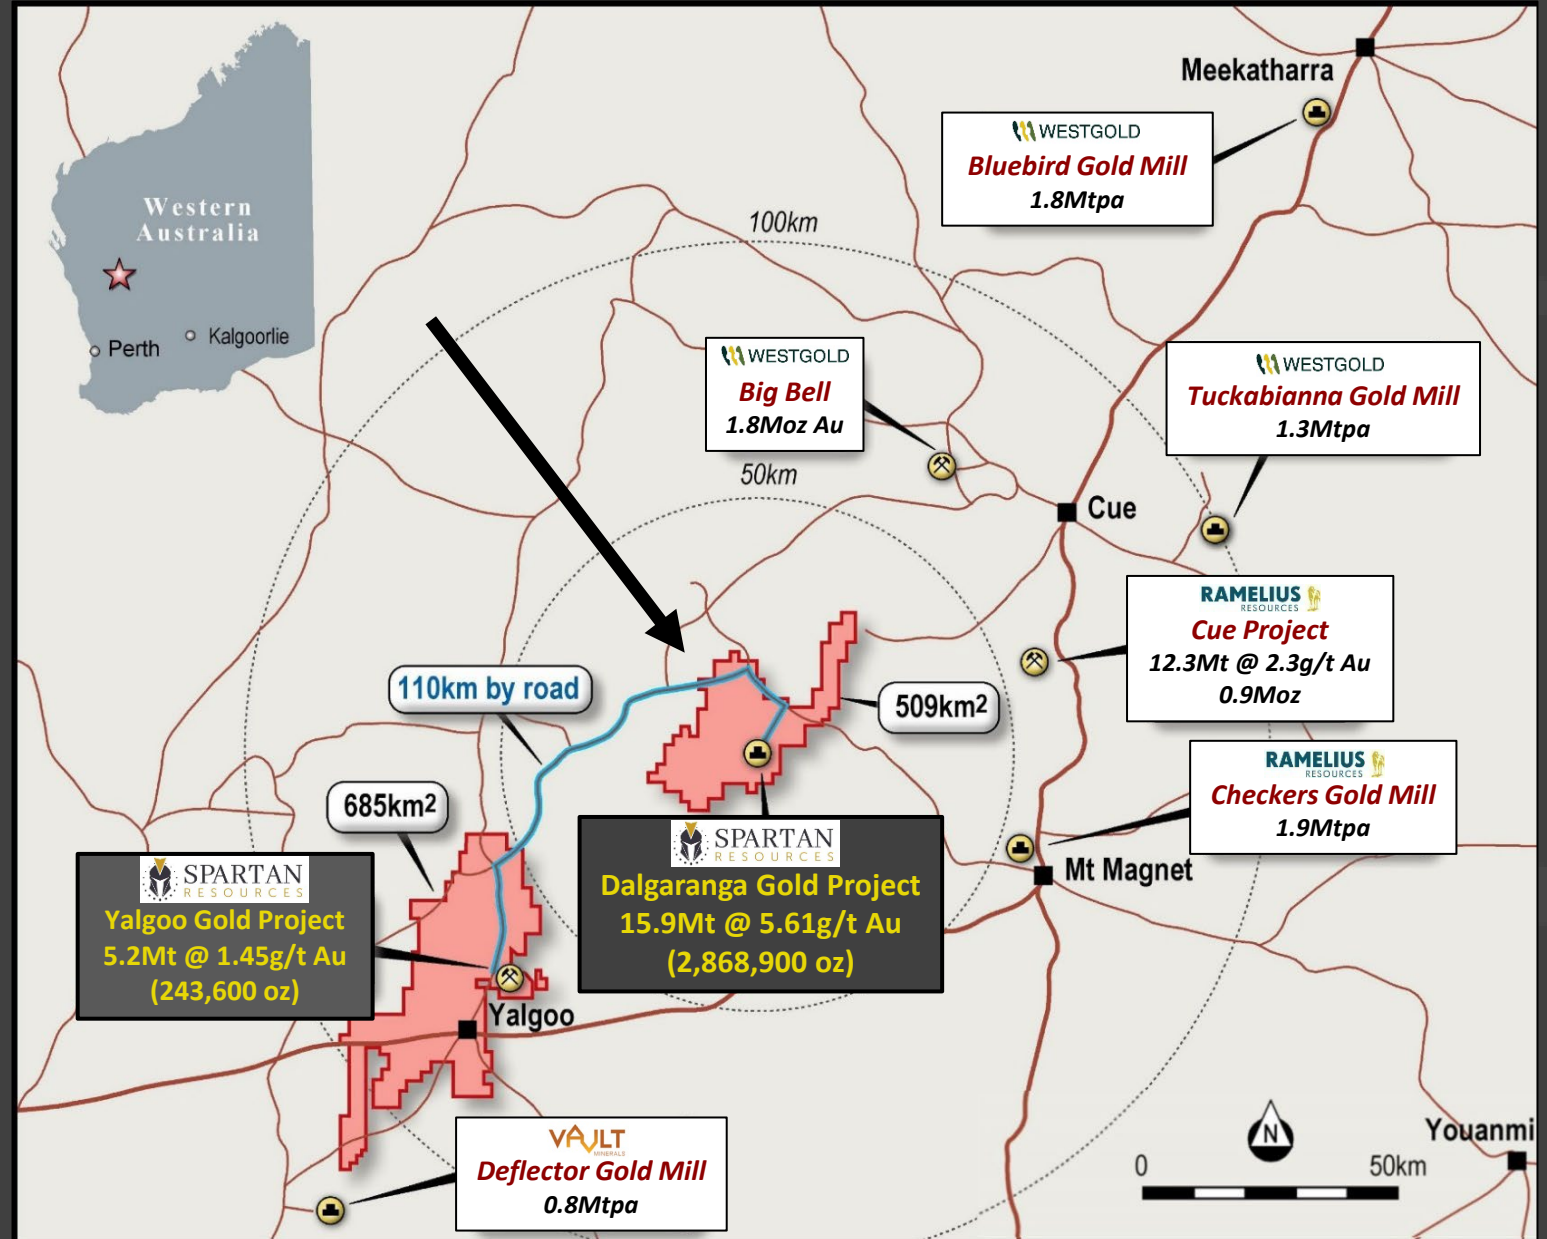 Meekatharra
WESTGOLD
Bluebird Gold Mill
1.8Mtpa
Western
Australia
Perth
Kalgoorlie
100km
WESTGOLD
Big Bell
1.8Moz Au
WESTGOLD
Tuckabianna Gold Mill
1.3Mtpa
50km
Cue
RAMELIUS
RESOURCES
Cue Project
12.3Mt @ 2.3g/t Au
0.9Moz
110km by road
509km2
RAMELIUS
RESOURCES
Checkers Gold Mill
1.9Mtpa
685km2
SPARTAN
RESOURCES
Dalgaranga Gold Project
15.9Mt @ 5.61g/t Au
(2,868,900 oz)
Mt Magnet
SPARTAN
RESOURCES
Yalgoo Gold Project
5.2Mt @ 1.45g/t Au
(243,600 oz)
Yalgoo
VAULT
MINERALS
Deflector Gold Mill
0.8Mtpa
N
0
50km
Youanmi